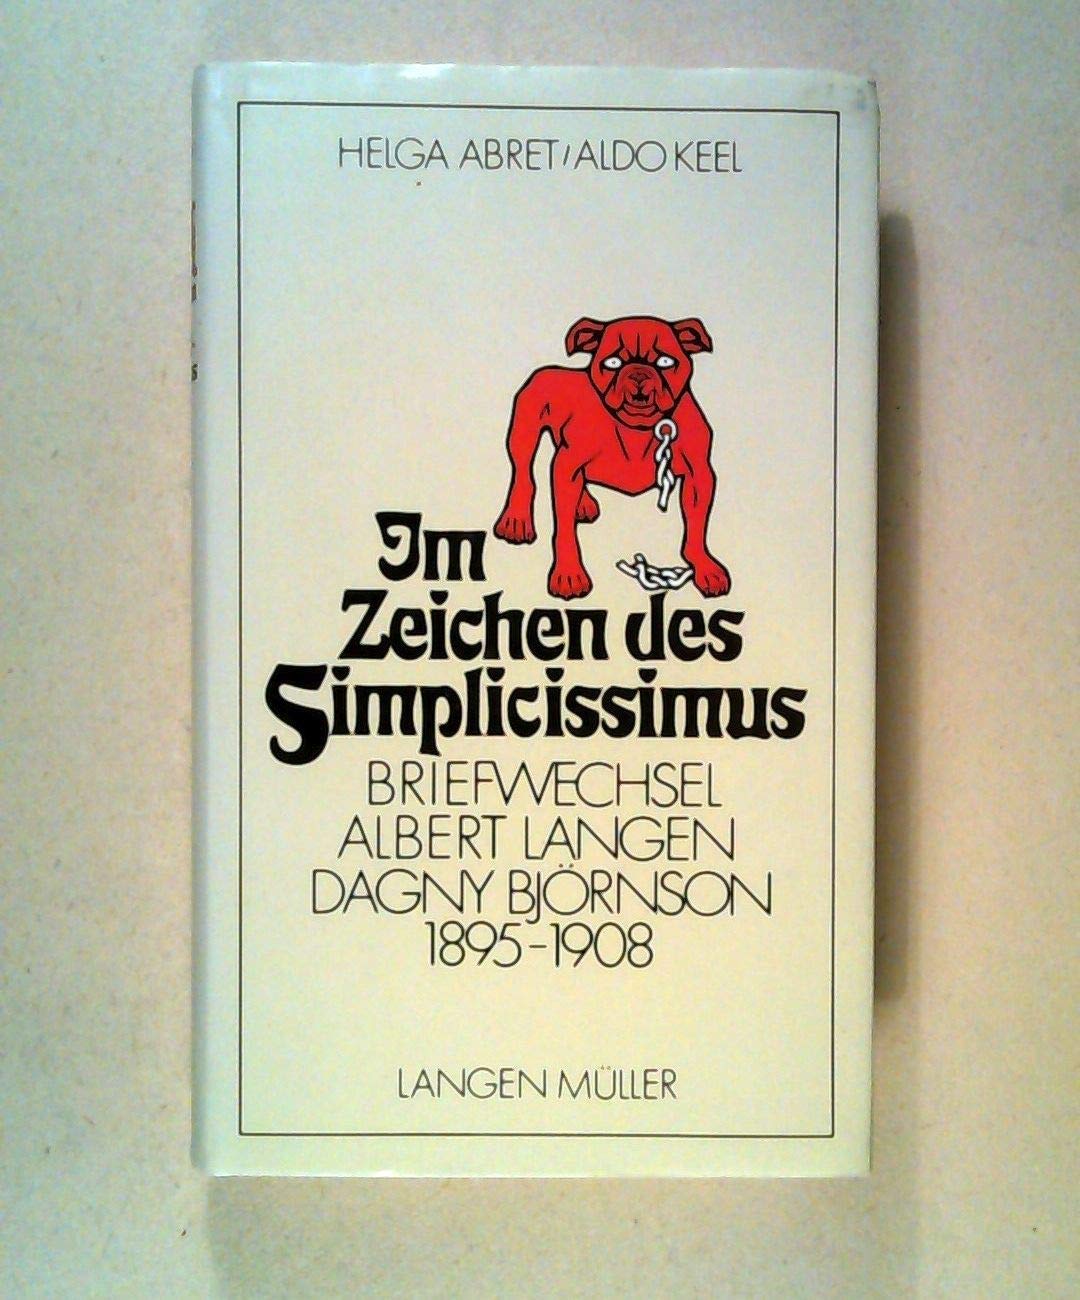 HELGA ABRET/ALDO KEEL
Im
Zeichen des
Simplicissimus
BRIEFWECHSEL
ALBERT LANGEN
DAGNY BJÖRNSON
1895-1908
LANGEN MÜLLER